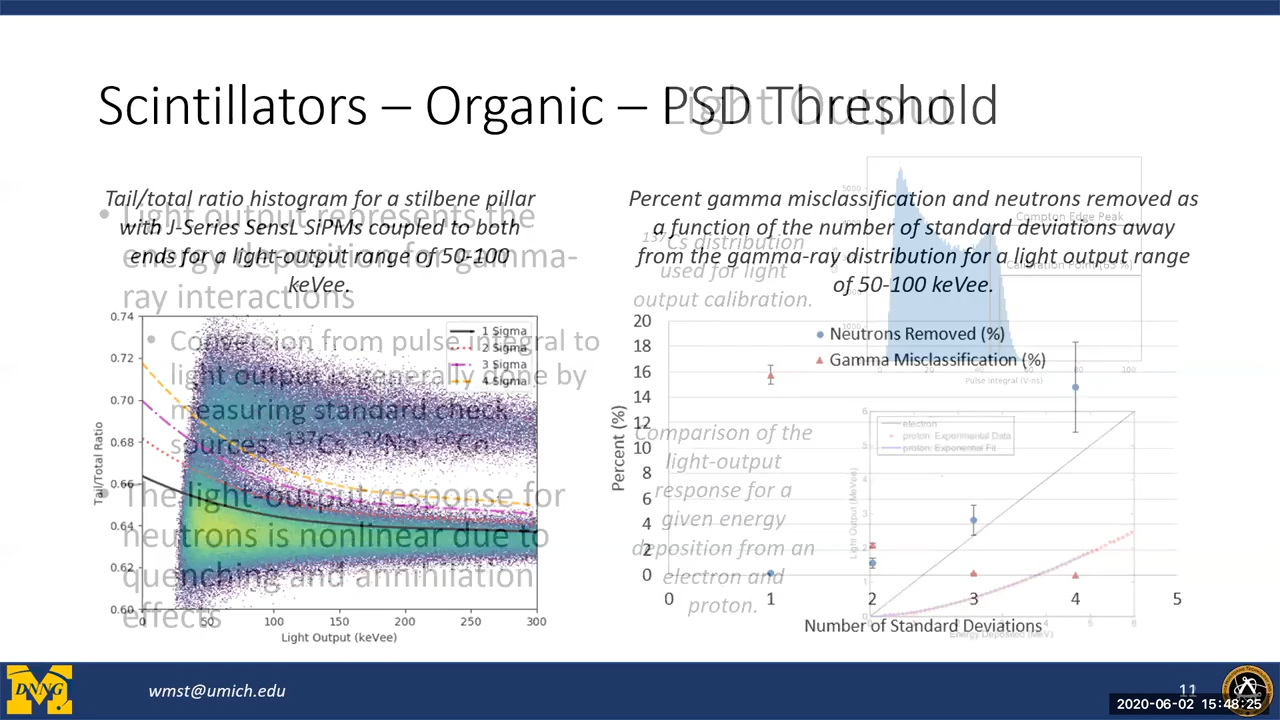 Scintillators – Organic – PSD Threshold
Light Output
Tail/total ratio histogram for a stilbene pillar
with J-Series SensL SiPMs coupled to both
ends for a light-output range of 50-100
keVee.
• Light output represents the
energy deposition for gamma-
ray interactions
• Conversion from pulse integral to
light output generally done by
measuring standard check
sources
• The light-output response for
neutrons is nonlinear due to
quenching and annihilation
effects
0.74
0.72
0.70
0.68
0.66
0.64
0.62
0.60
Tail/Total Ratio
1 Sigma
2 Sigma
3 Sigma
4 Sigma
0 50 100 150 200 250 300
Light Output (keVee)
Percent gamma misclassification and neutrons removed as
a function of the number of standard deviations away
from the gamma-ray distribution for a light output range
of 50-100 keVee.
137Cs distribution
used for light
output calibration.
Compton Edge Peak
Calibration Point (85 %)
5000
20 80 100
Pulse Integral (V-ns)
Neutrons Removed (%)
Gamma Misclassification (%)
20
18
16
14
12
10
8
6
4
2
0
Percent (%)
0 1 2 3 4 5
Number of Standard Deviations
Comparison of the
light-output
response for a
given energy
deposition from an
electron and
proton.
electron
proton: Experimental Data
proton: Exponential Fit
Light Output (MeVee)
Energy Deposited (MeV)
DNNG
wmst@umich.edu
11
2020-06-02 15:48:25